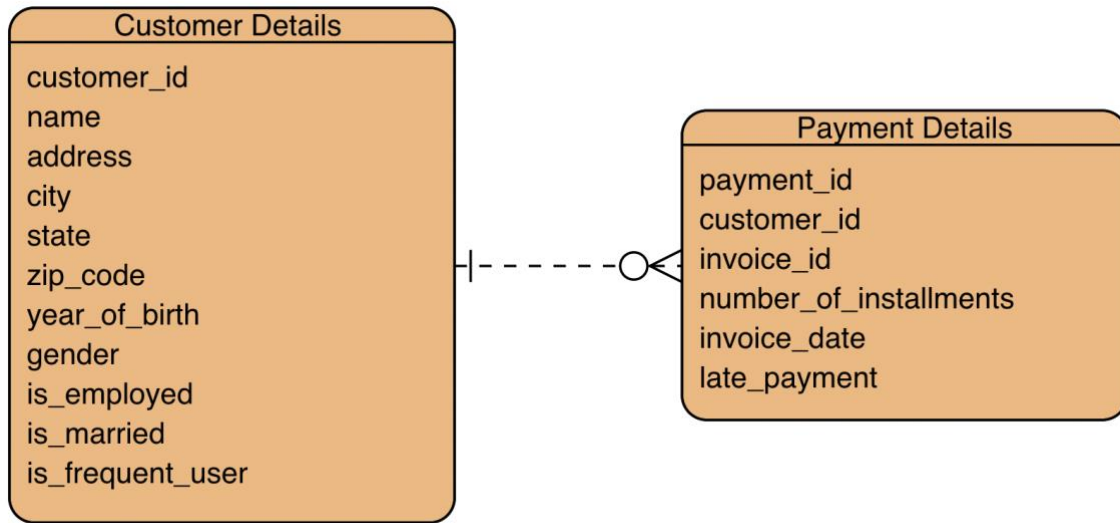 Customer Details
customer_id
name
address
city
state
zip_code
year_of_birth
gender
is_employed
is_married
is_frequent_user
Payment Details
payment_id
customer_id
invoice_id
number_of_installments
invoice_date
late_payment